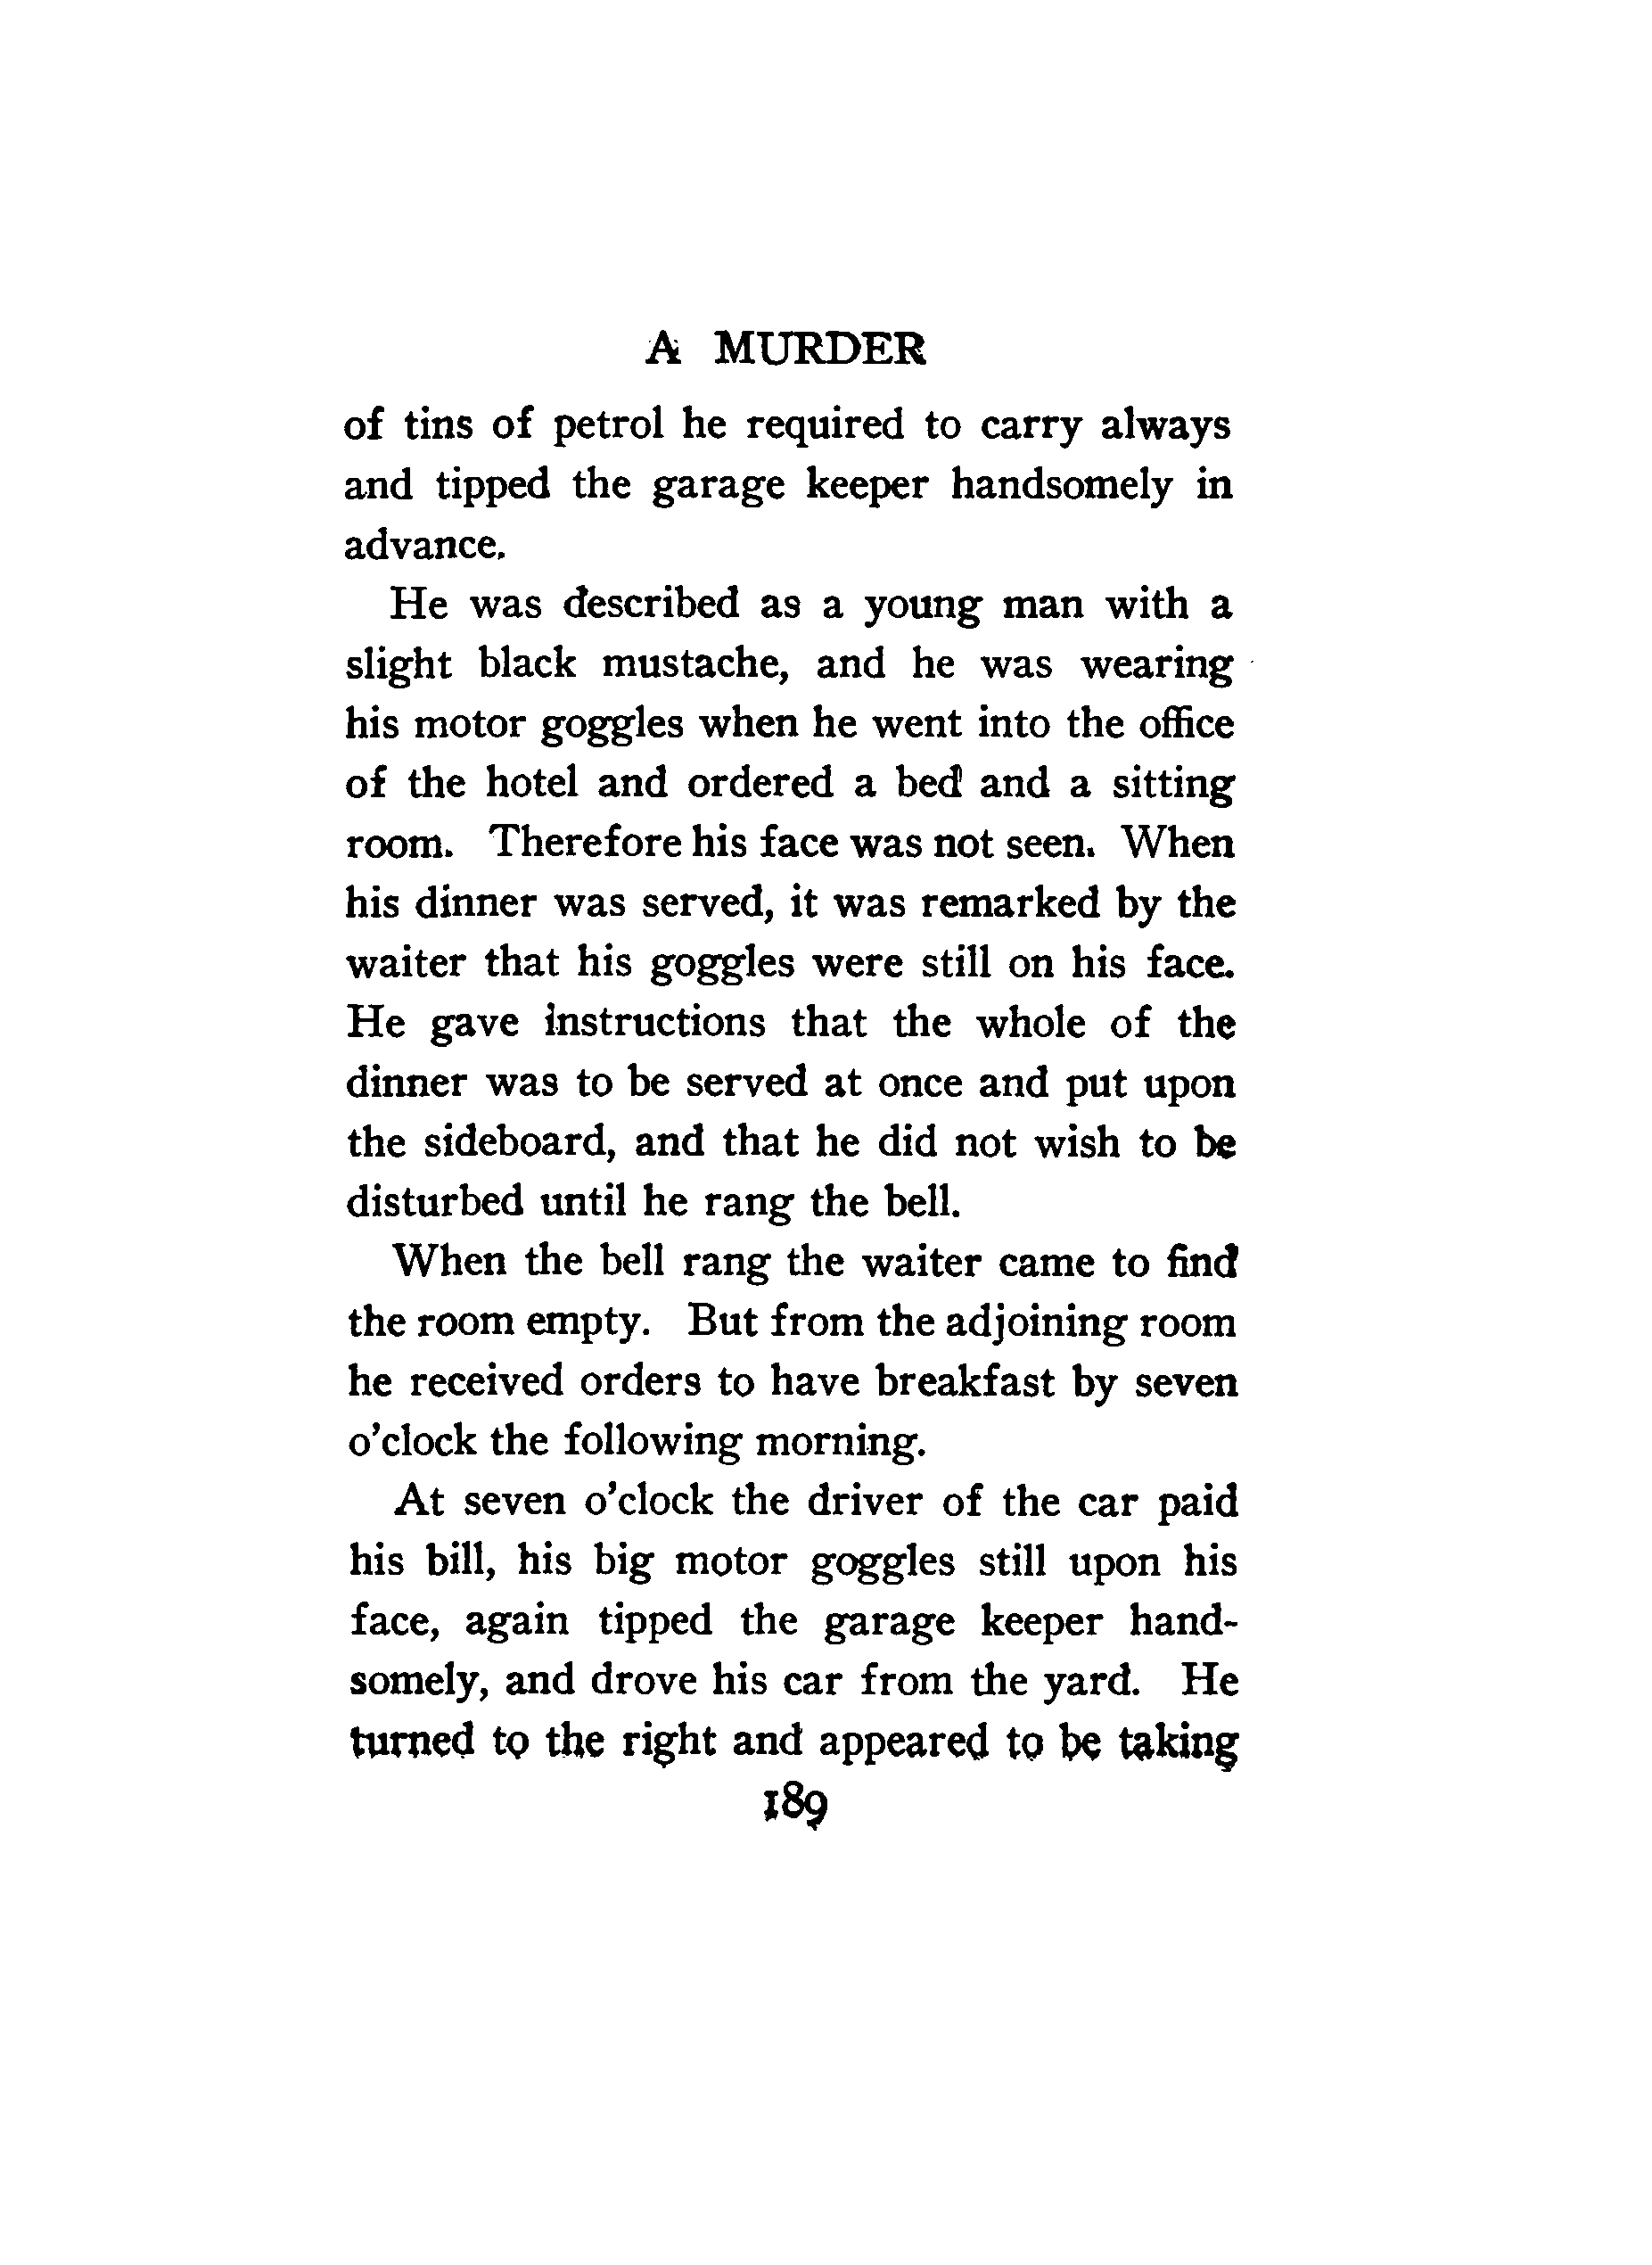 A MURDER
of tins of petrol he required to carry always
and tipped the garage keeper handsomely in
advance.
He was described as a young man with a
slight black mustache, and he was wearing
his motor goggles when he went into the office
of the hotel and ordered a bed and a sitting
room. Therefore his face was not seen. When
his dinner was served, it was remarked by the
waiter that his goggles were still on his face.
He gave instructions that the whole of the
dinner was to be served at once and put upon
the sideboard, and that he did not wish to be
disturbed until he rang the bell.
When the bell rang the waiter came to find
the room empty. But from the adjoining room
he received orders to have breakfast by seven
o'clock the following morning.
At seven o'clock the driver of the car paid
his bill, his big motor goggles still upon his
face, again tipped the garage keeper hand-
somely, and drove his car from the yard. He
turned to the right and appeared to be taking
189